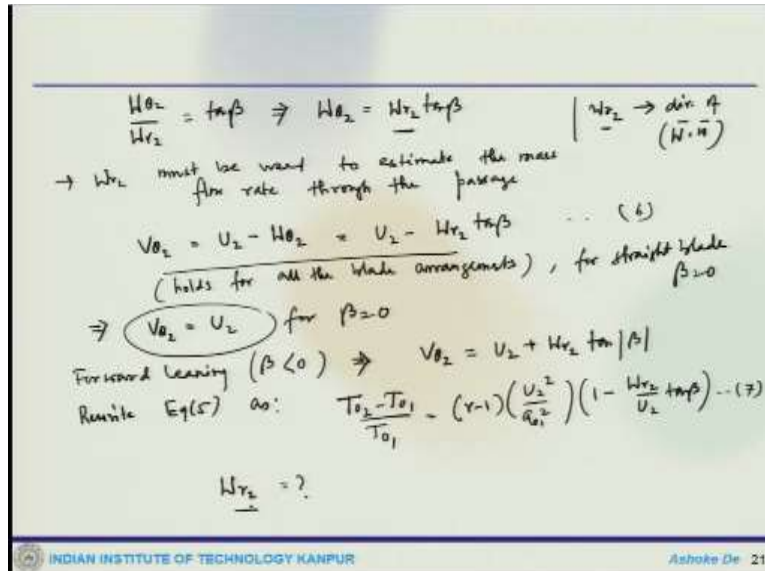 Wθ₂/Wr₂ = tanβ ⇒ Wθ₂ = Wr₂ tanβ | Wr₂ → dir. A
(W̄·n̄)
→ Wr₂ must be used to estimate the mass
flow rate through the passage
Vθ₂ = U₂ - Wθ₂ = U₂ - Wr₂ tanβ .. (6)
(holds for all the blade arrangements), for straight blade
β=0
⇒ Vθ₂ = U₂ for β=0
Forward Leaning (β<0) ⇒ Vθ₂ = U₂ + Wr₂ tan|β|
Rewrite Eq(5) as: (T₀₂-T₀₁)/T₀₁ = (γ-1)(U₂²/a₀₁²)(1 - Wr₂/U₂ tanβ) ..(7)
Wr₂ = ?
INDIAN INSTITUTE OF TECHNOLOGY KANPUR
Ashoke De 21